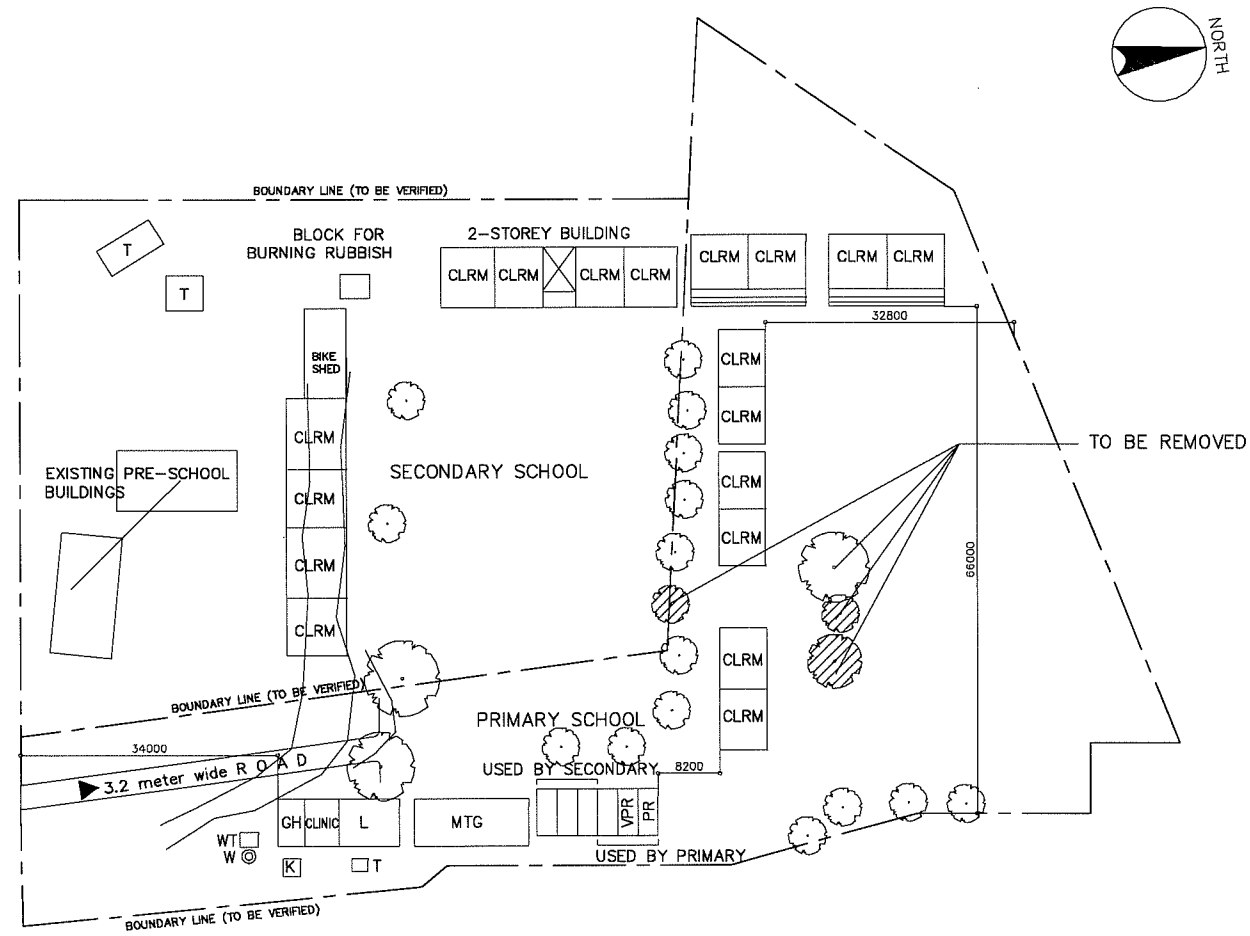 NORTH
BOUNDARY LINE (TO BE VERIFIED)
T
T
BLOCK FOR
BURNING RUBBISH
2-STOREY BUILDING
CLRM
CLRM
CLRM
CLRM
CLRM
CLRM
CLRM
CLRM
32800
BIKE
SHED
CLRM
CLRM
CLRM
CLRM
CLRM
CLRM
CLRM
CLRM
TO BE REMOVED
EXISTING
BUILDINGS
PRE-SCHOOL
SECONDARY SCHOOL
66000
CLRM
CLRM
BOUNDARY LINE (TO BE VERIFIED)
PRIMARY SCHOOL
34000
3.2 meter wide R O A D
USED BY SECONDARY
8200
GH
CLINIC
L
MTG
VPR
PR
WT
W
K
T
USED BY PRIMARY
BOUNDARY LINE (TO BE VERIFIED)